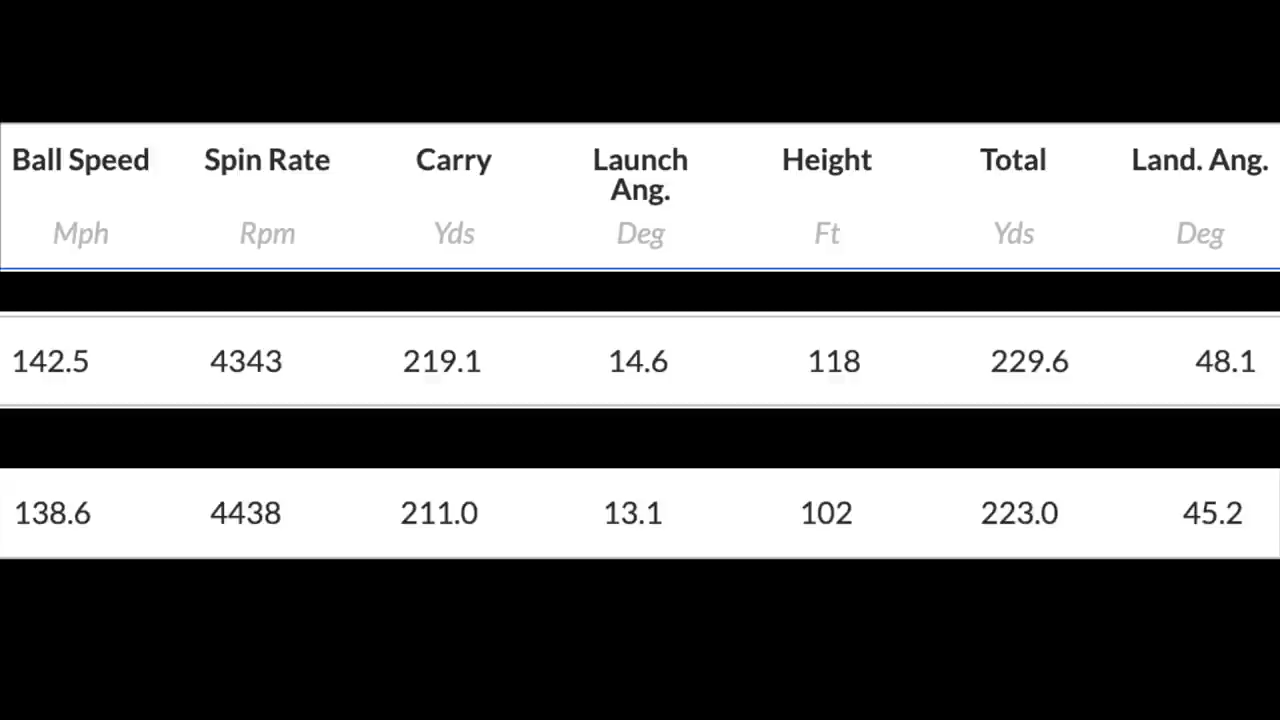 Ball Speed Spin Rate Carry Launch Ang. Height Total Land. Ang.
Mph Rpm Yds Deg Ft Yds Deg
142.5 4343 219.1 14.6 118 229.6 48.1
138.6 4438 211.0 13.1 102 223.0 45.2